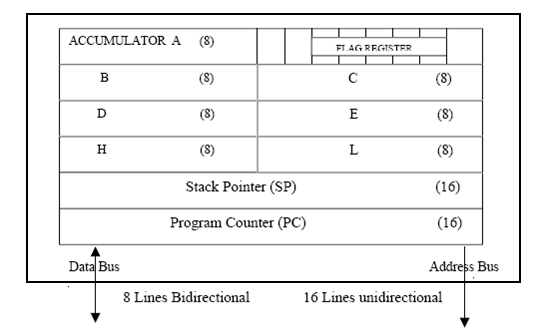 ACCUMULATOR A (8) FLAG REGISTER
B (8) C (8)
D (8) E (8)
H (8) L (8)
Stack Pointer (SP) (16)
Program Counter (PC) (16)
Data Bus Address Bus
8 Lines Bidirectional 16 Lines unidirectional